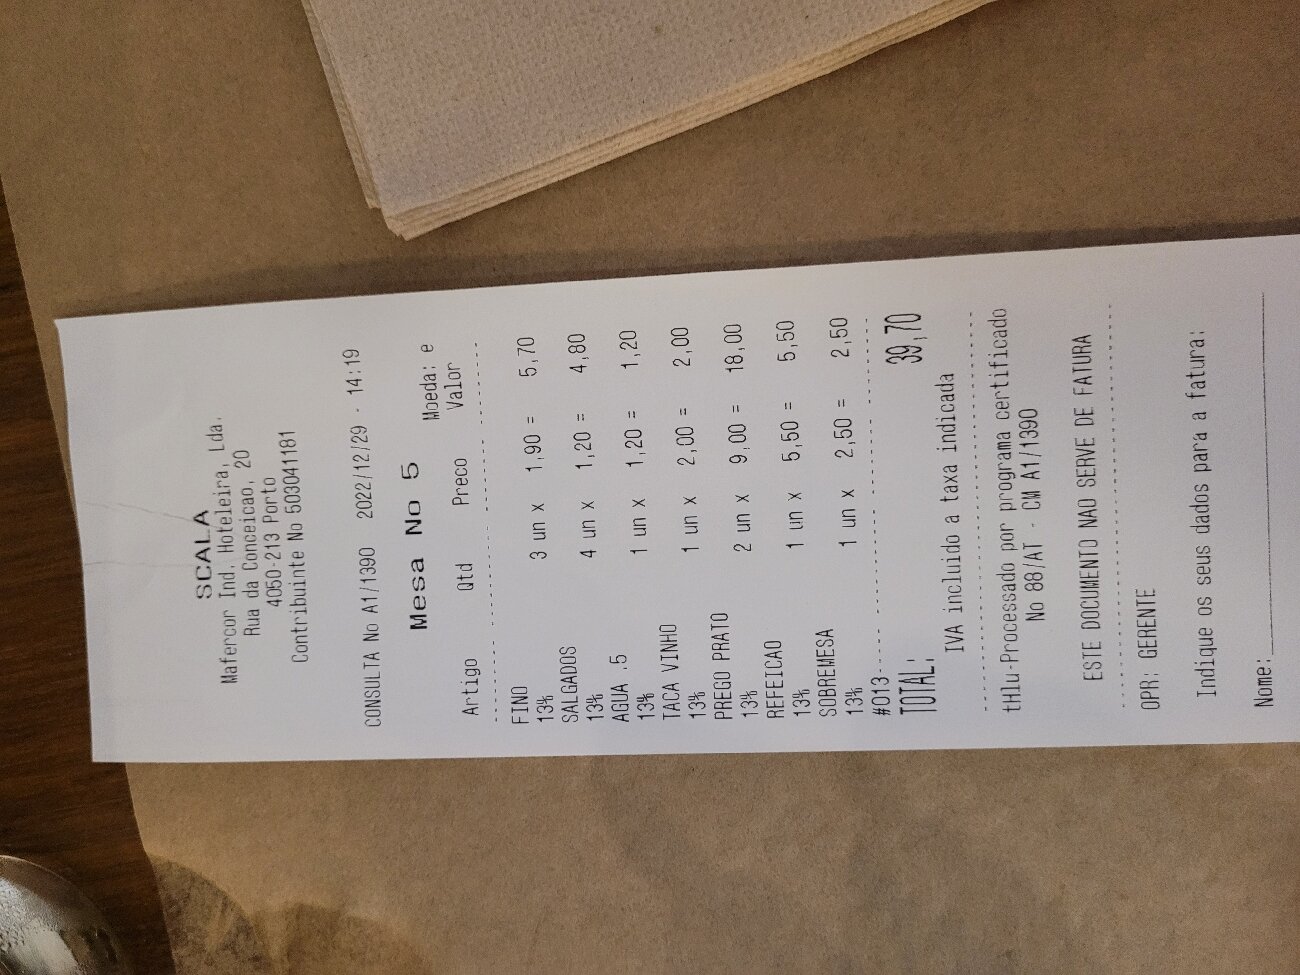 SCALA
Mafercor Ind. Hoteleira, Lda.
Rua da Conceicao, 20
4050-213 Porto
Contribuinte No 503041181
CONSULTA No A1/1390 2022/12/29 - 14:19
Mesa No 5
Moeda: e
Artigo Qtd Preco Valor
FINO
13% 3 un x 1,90 = 5,70
SALGADOS
13% 4 un x 1,20 = 4,80
AGUA .5
13% 1 un x 1,20 = 1,20
TACA VINHO
13% 1 un x 2,00 = 2,00
PREGO PRATO
13% 2 un x 9,00 = 18,00
REFEICAO
13% 1 un x 5,50 = 5,50
SOBREMESA
13% 1 un x 2,50 = 2,50
#013
TOTAL: 39,70
IVA incluido a taxa indicada
tHlu-Processado por programa certificado
No 88/AT - CM A1/1390
ESTE DOCUMENTO NAO SERVE DE FATURA
OPR: GERENTE
Indique os seus dados para a fatura:
Nome: